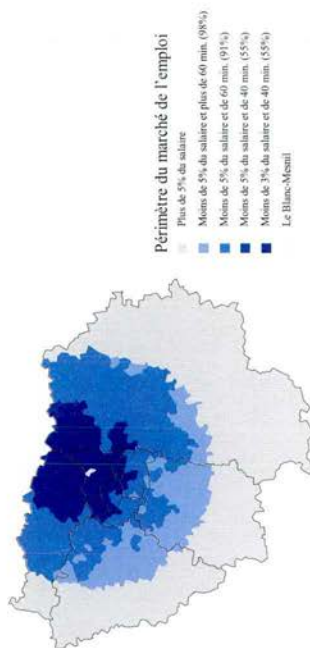 Périmètre du marché de l'emploi
Plus de 5% du salaire
Moins de 5% du salaire et plus de 60 min. (98%)
Moins de 5% du salaire et de 60 min. (91%)
Moins de 5% du salaire et de 40 min. (55%)
Moins de 3% du salaire et de 40 min. (55%)
Le Blanc-Mesnil